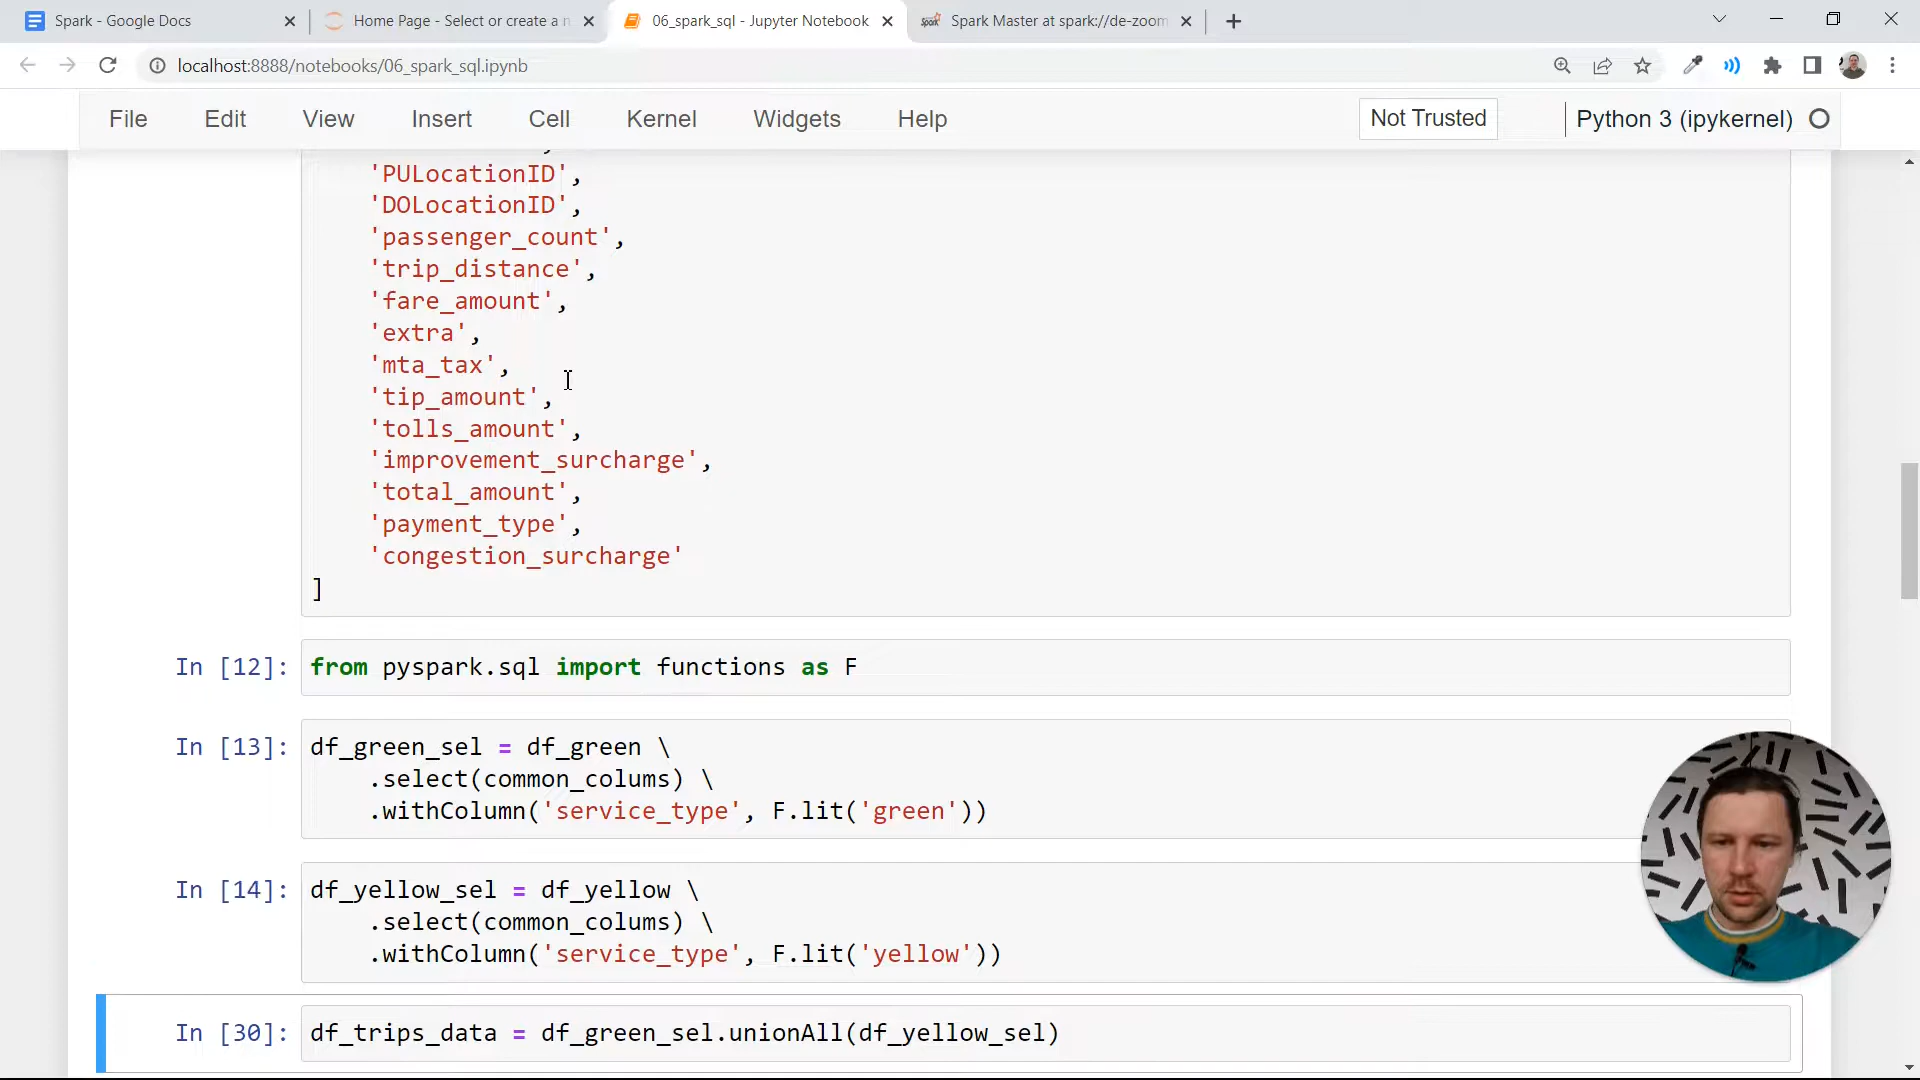 Spark - Google Docs
Home Page - Select or create a n
06_spark_sql - Jupyter Notebook
Spark Master at spark://de-zoom
localhost:8888/notebooks/06_spark_sql.ipynb
File Edit View Insert Cell Kernel Widgets Help Not Trusted Python 3 (ipykernel)
'PULocationID',
'DOLocationID',
'passenger_count',
'trip_distance',
'fare_amount',
'extra',
'mta_tax',
'tip_amount',
'tolls_amount',
'improvement_surcharge',
'total_amount',
'payment_type',
'congestion_surcharge'
]
In [12]: from pyspark.sql import functions as F
In [13]: df_green_sel = df_green \
.select(common_colums) \
.withColumn('service_type', F.lit('green'))
In [14]: df_yellow_sel = df_yellow \
.select(common_colums) \
.withColumn('service_type', F.lit('yellow'))
In [30]: df_trips_data = df_green_sel.unionAll(df_yellow_sel)